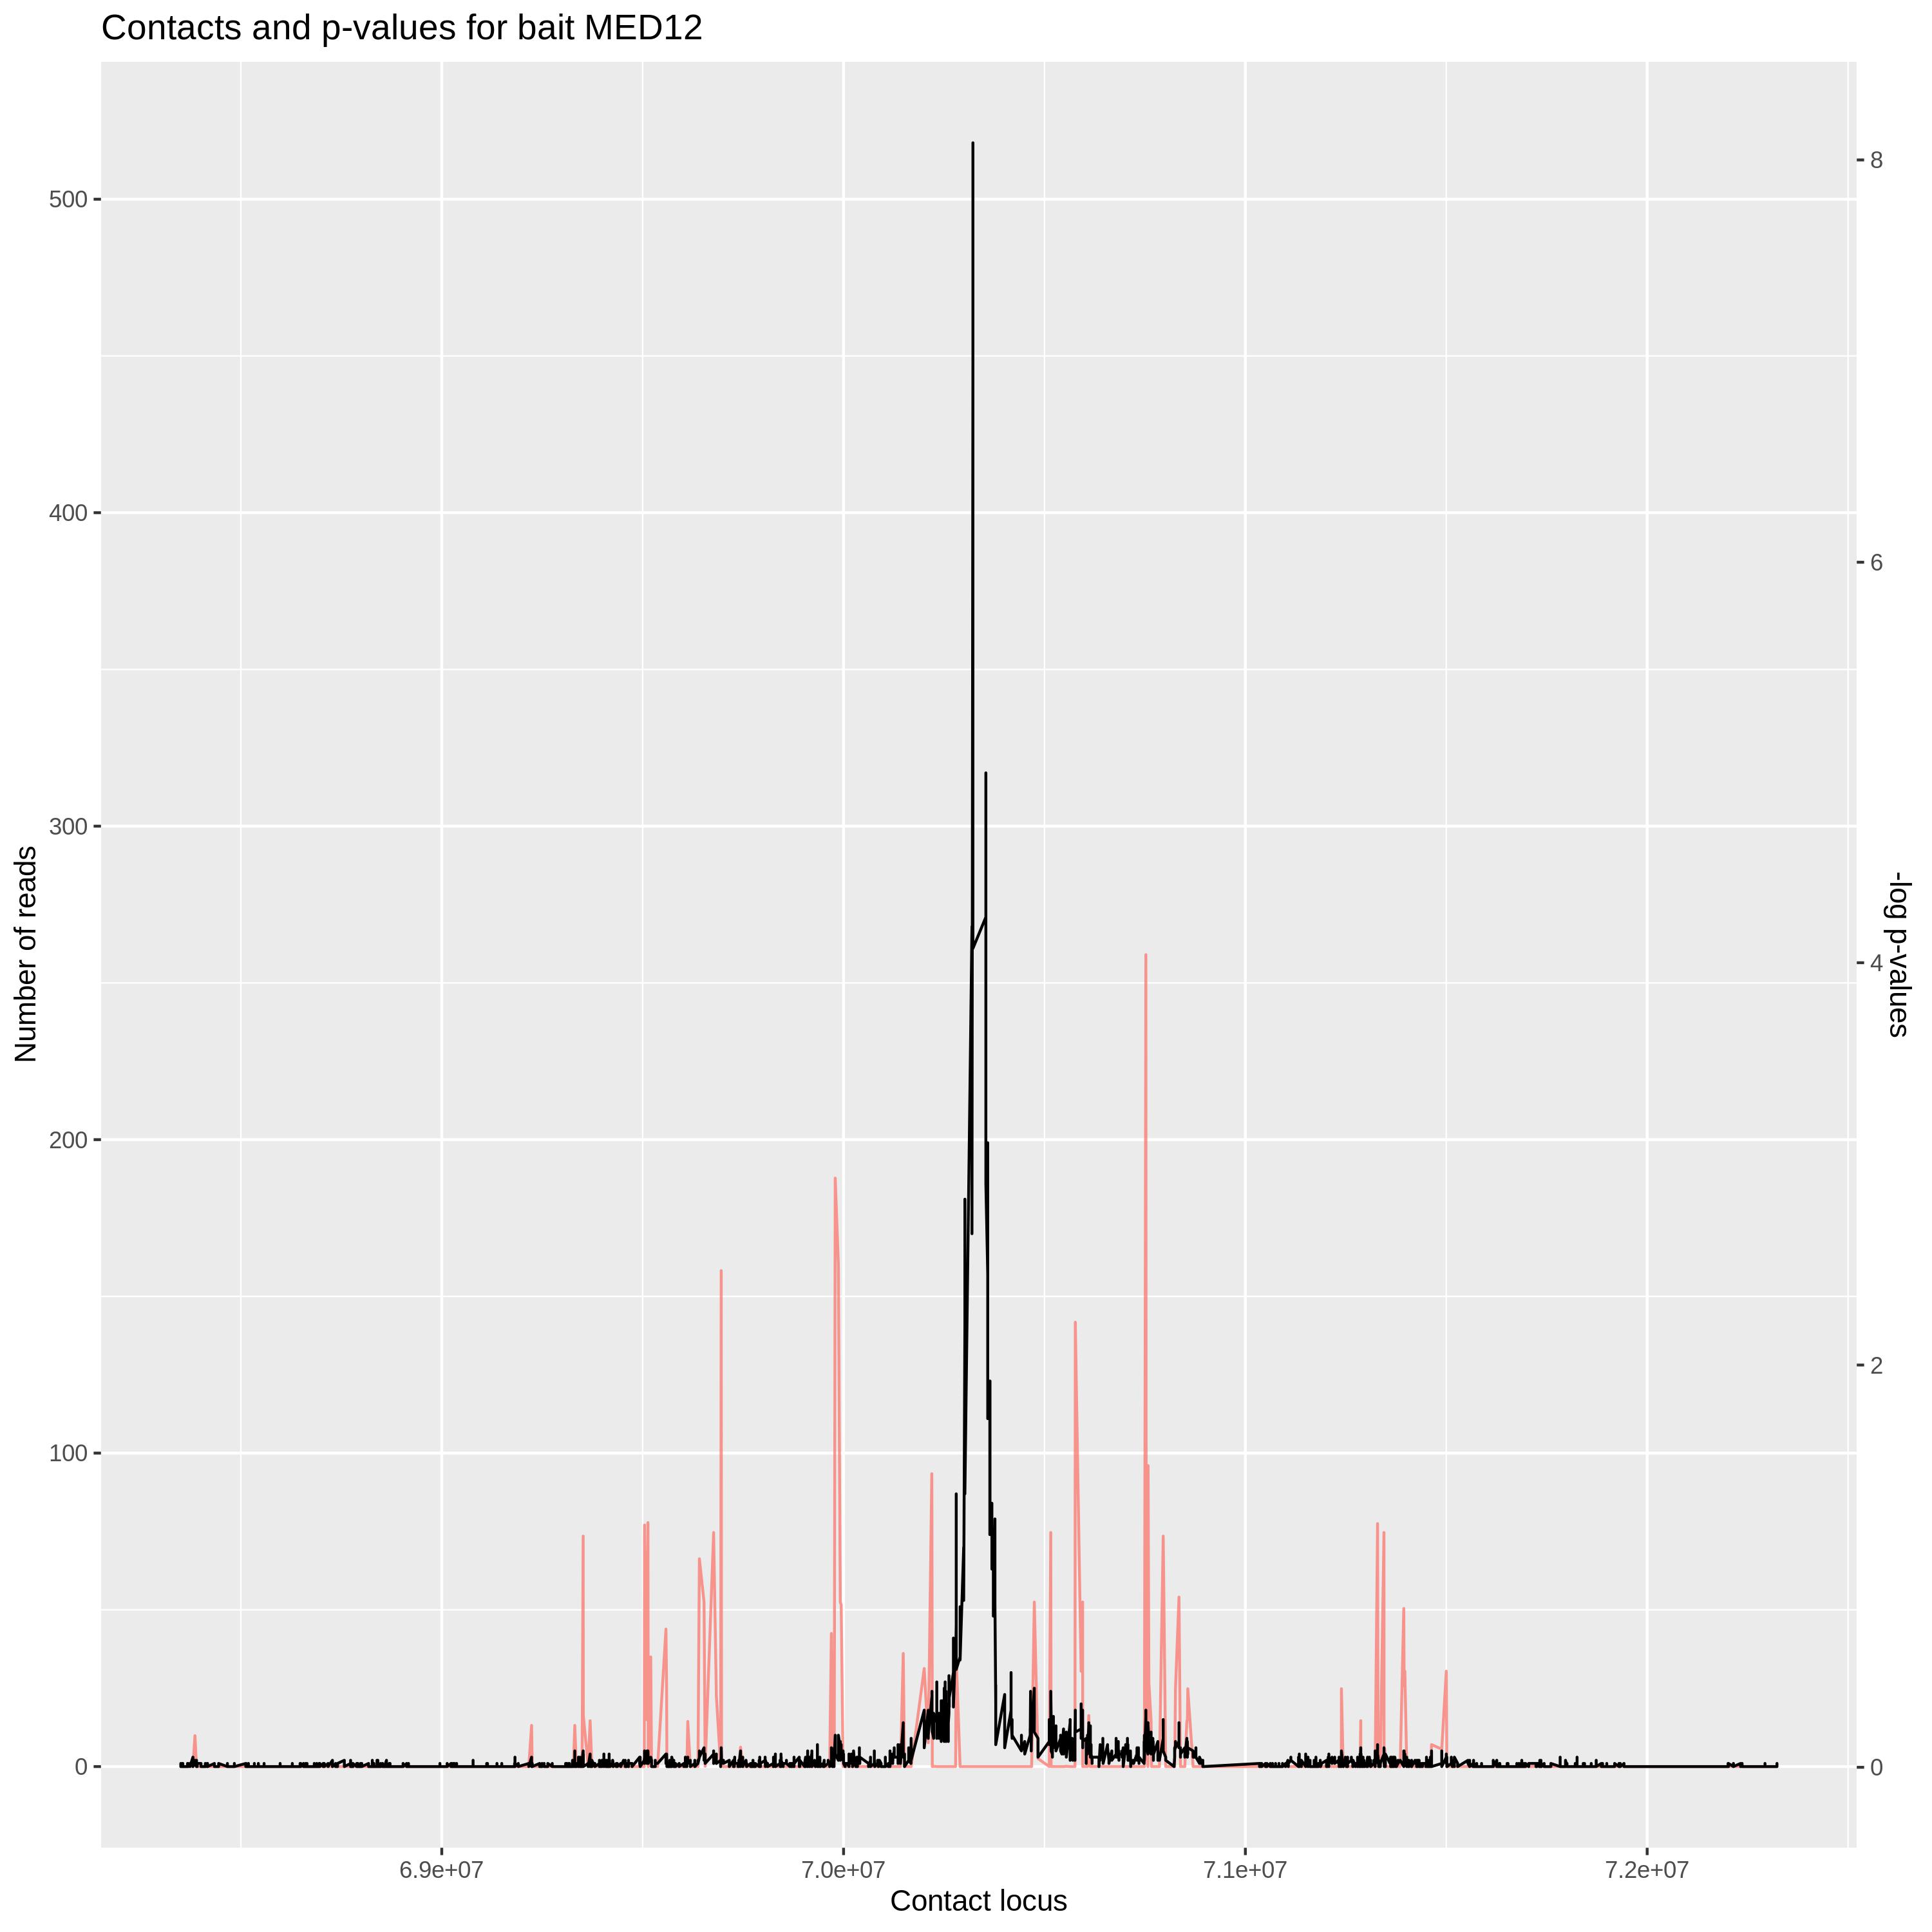 Contacts and p-values for bait MED12
500
400
300
200
100
0
Number of reads
8
6
4
2
0
-log p-values
6.9e+07 7.0e+07 7.1e+07 7.2e+07
Contact locus